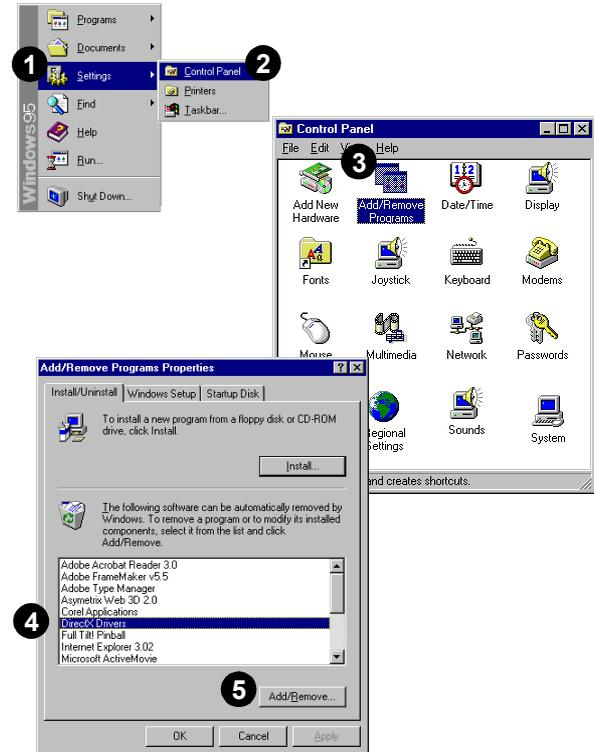 Programs
Documents
1
Settings
Find
Help
Run...
Shut Down...
Windows95
2
Control Panel
Printers
Taskbar...
Control Panel
File Edit Help
3
Add New
Hardware
Add/Remove
Programs
Date/Time
Display
Fonts
Joystick
Keyboard
Modems
Mouse
Multimedia
Network
Passwords
Regional
Settings
Sounds
System
and creates shortcuts.
Add/Remove Programs Properties
Install/Uninstall Windows Setup Startup Disk
To install a new program from a floppy disk or CD-ROM
drive, click Install.
Install...
The following software can be automatically removed by
Windows. To remove a program or to modify its installed
components, select it from the list and click
Add/Remove.
Adobe Acrobat Reader 3.0
Adobe FrameMaker v5.5
Adobe Type Manager
Asymetrix Web 3D 2.0
Corel Applications
4
DirectX Drivers
Full Tilt! Pinball
Internet Explorer 3.02
Microsoft ActiveMovie
5
Add/Remove...
OK
Cancel
Apply